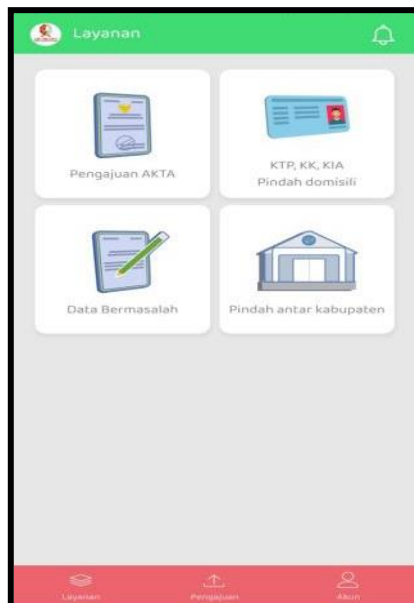 Layanan
Pengajuan AKTA
KTP, KK, KIA
Pindah domisili
Data Bermasalah
Pindah antar kabupaten
Layanan
Pengajuan
Akun